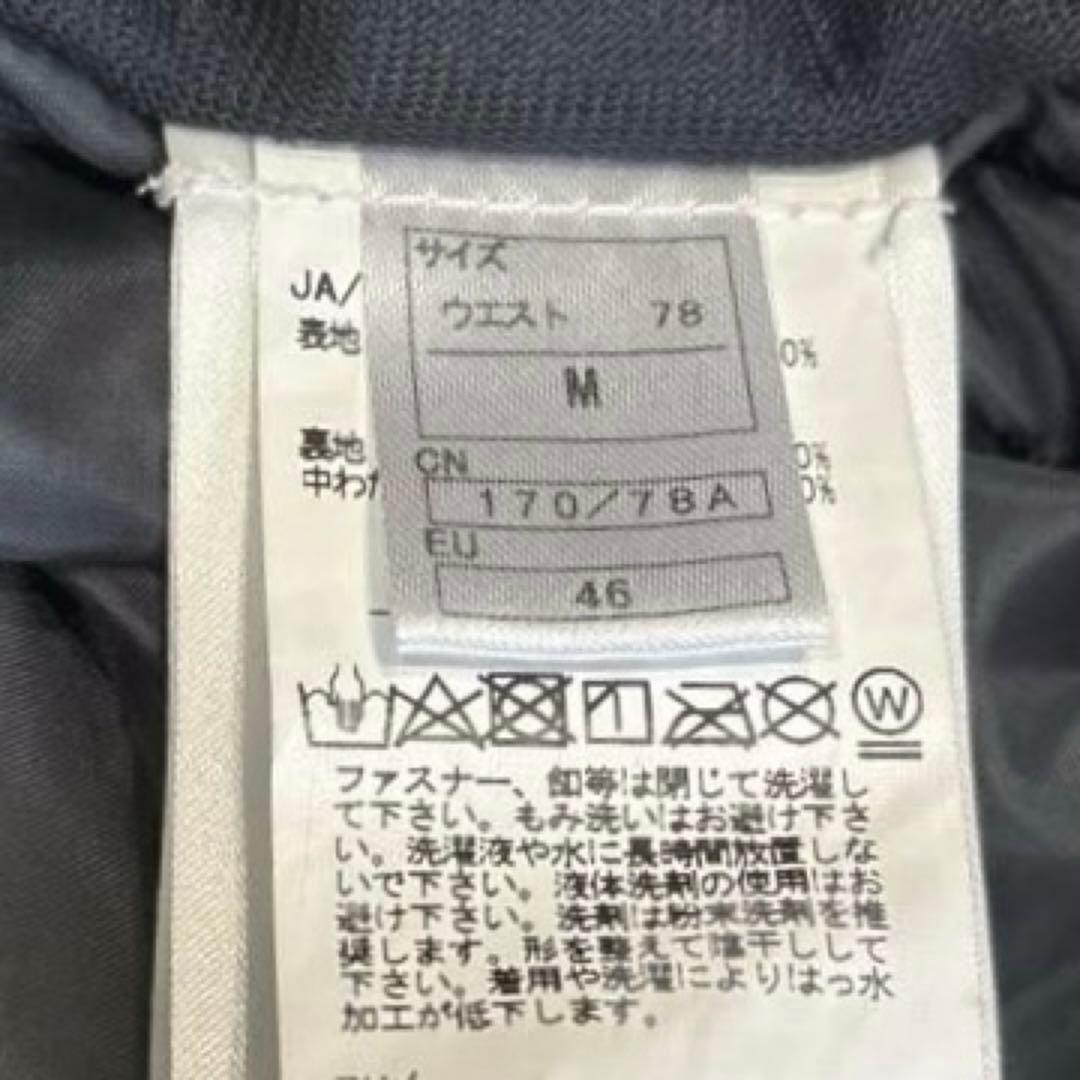 サイズ
ウエスト 78
M
CN
170/78A
EU
46
JA/
表地
0%
裏地
0%
中わた
0%
W
ファスナー、釦等は閉じて洗濯し
て下さい。もみ洗いはお避け下さ
い。洗濯液や水に長時間放置しな
いで下さい。液体洗剤の使用はお
避け下さい。洗剤は粉末洗剤を推
奨します。形を整えて陰干しして
下さい。着用や洗濯によりはっ水
加工が低下します。